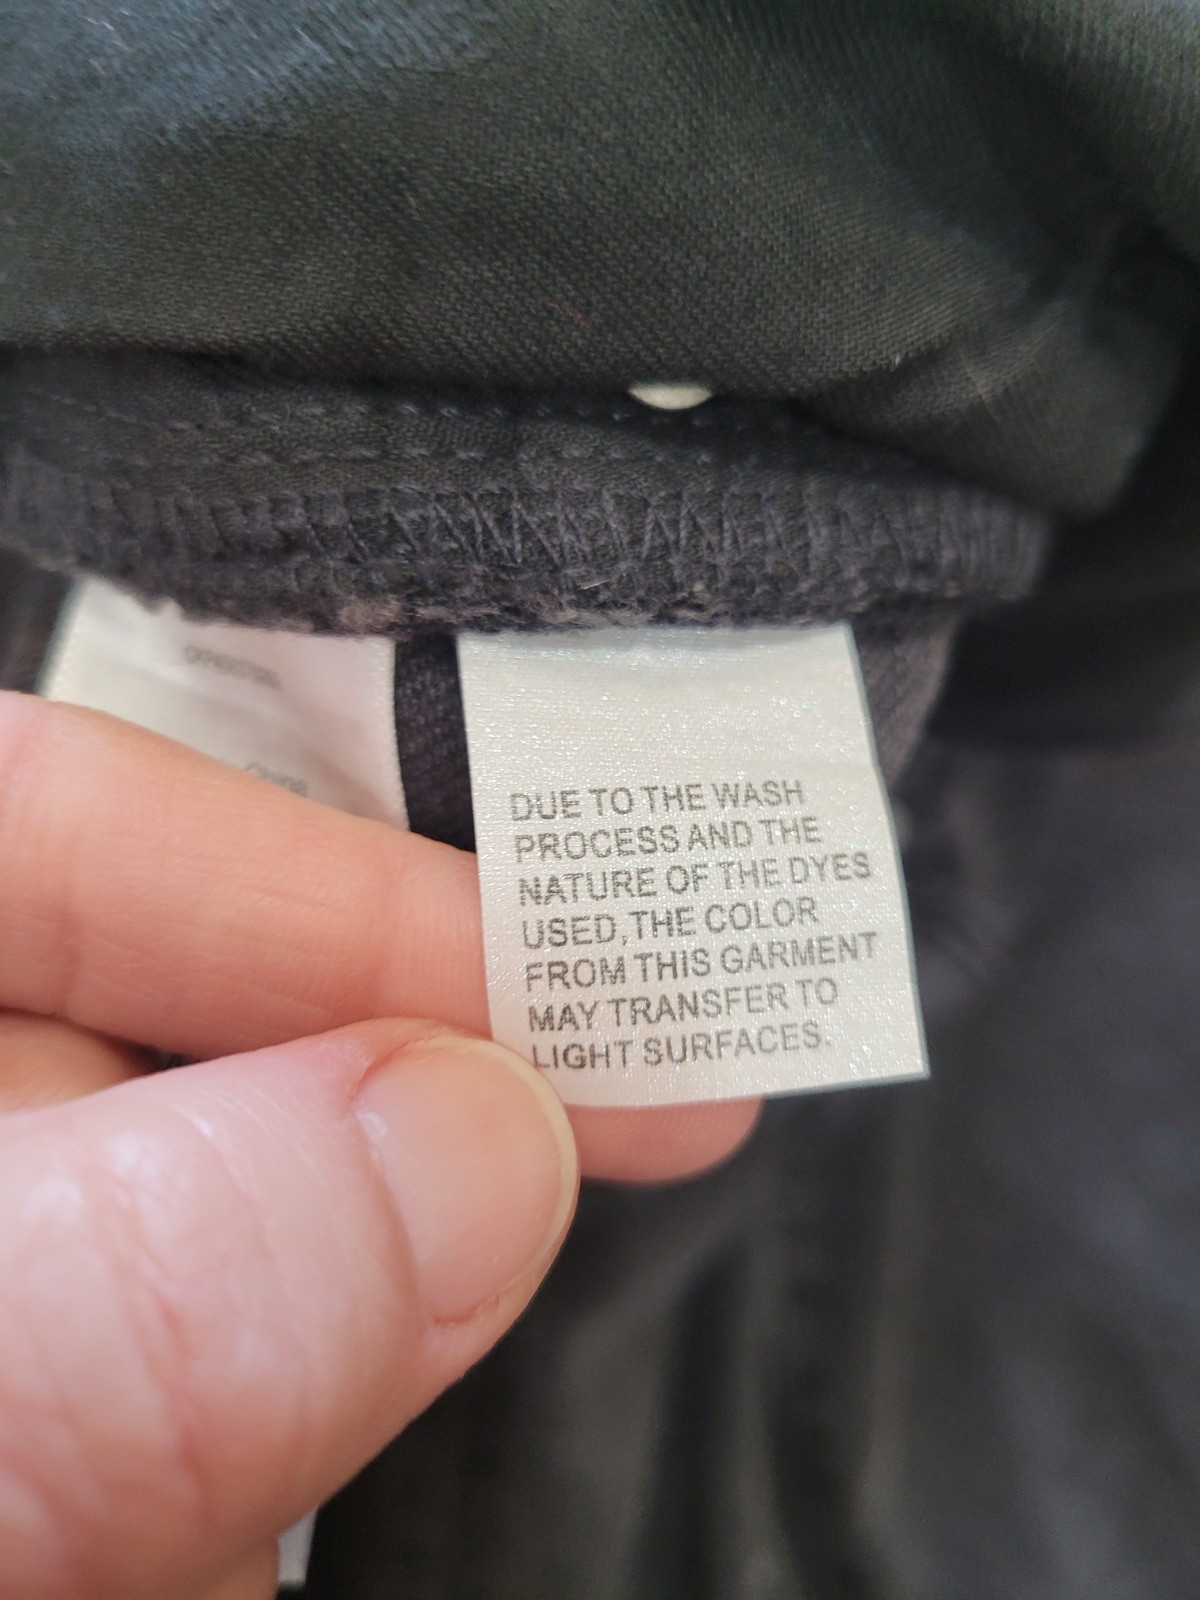 DUE TO THE WASH
PROCESS AND THE
NATURE OF THE DYES
USED,THE COLOR
FROM THIS GARMENT
MAY TRANSFER TO
LIGHT SURFACES.